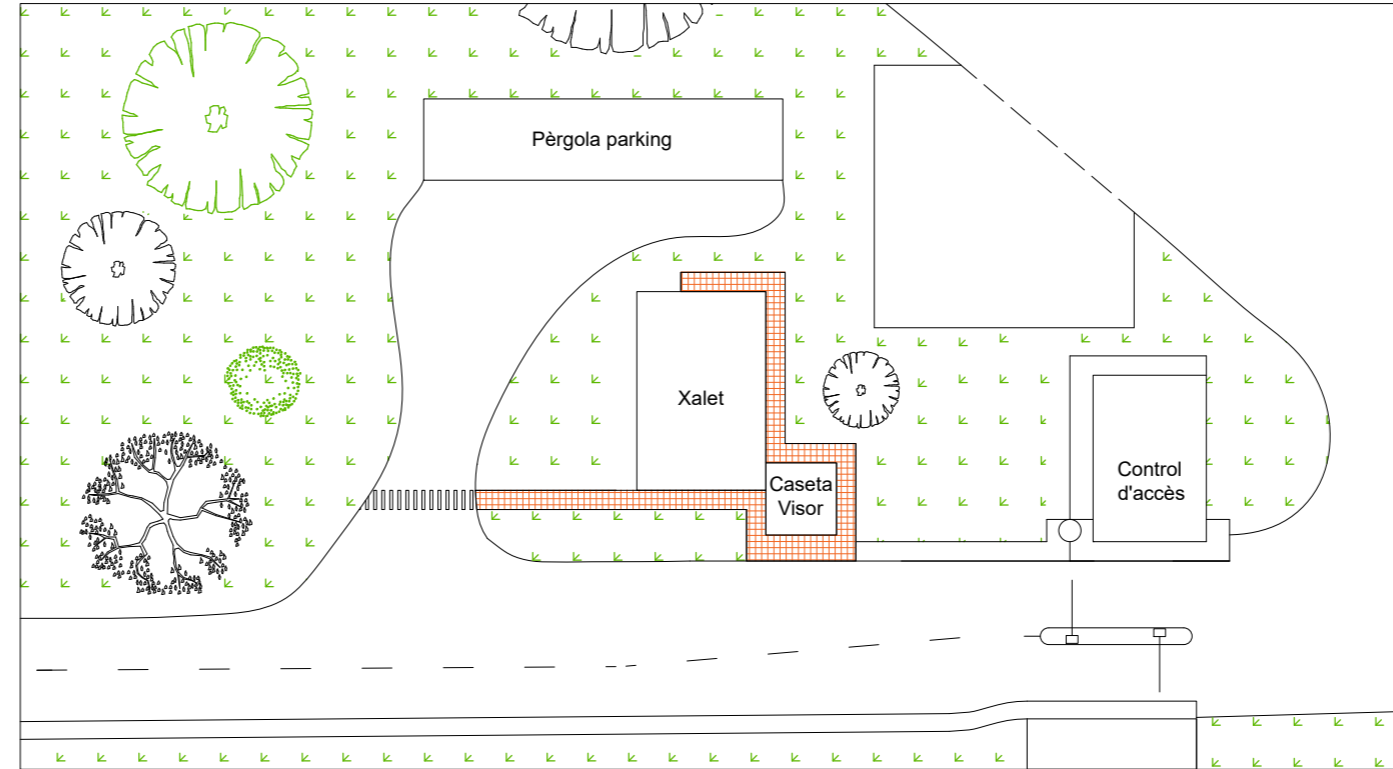 Pèrgola parking
Xalet
Caseta
Visor
Control
d'accès